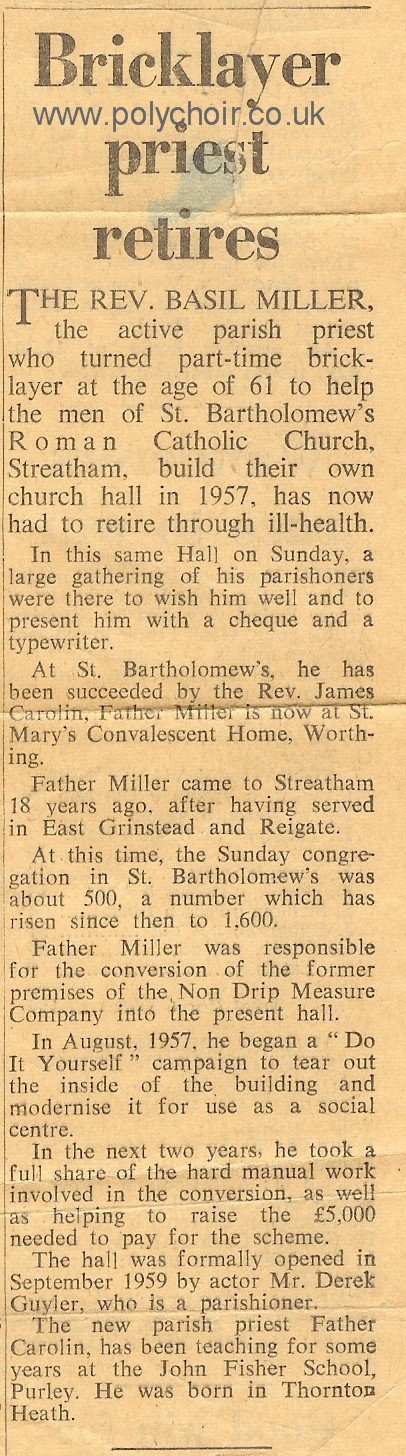 Bricklayer
www.polychoir.co.uk
priest
retires
THE REV. BASIL MILLER,
the active parish priest
who turned part-time brick-
layer at the age of 61 to help
the men of St. Bartholomew's
Roman Catholic Church,
Streatham, build their own
church hall in 1957, has now
had to retire through ill-health.
In this same Hall on Sunday, a
large gathering of his parishoners
were there to wish him well and to
present him with a cheque and a
typewriter.
At St. Bartholomew's, he has
been succeeded by the Rev. James
Carolin, Father Miller is now at St.
Mary's Convalescent Home, Worth-
ing.
Father Miller came to Streatham
18 years ago, after having served
in East Grinstead and Reigate.
At this time, the Sunday congre-
gation in St. Bartholomew's was
about 500, a number which has
risen since then to 1,600.
Father Miller was responsible
for the conversion of the former
premises of the Non Drip Measure
Company into the present hall.
In August, 1957, he began a “ Do
It Yourself ” campaign to tear out
the inside of the building and
modernise it for use as a social
centre.
In the next two years, he took a
full share of the hard manual work
involved in the conversion, as well
as helping to raise the £5,000
needed to pay for the scheme.
The hall was formally opened in
September 1959 by actor Mr. Derek
Guyler, who is a parishioner.
The new parish priest Father
Carolin, has been teaching for some
years at the John Fisher School,
Purley. He was born in Thornton
Heath.